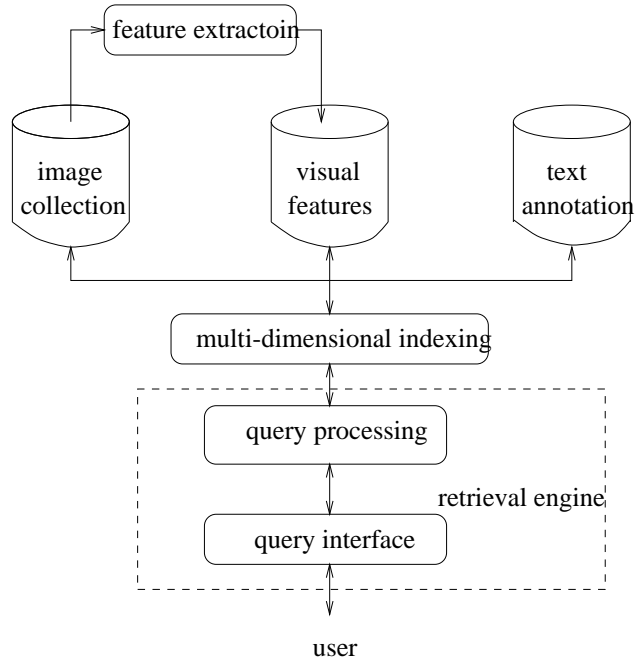 feature extractoin
image
collection
visual
features
text
annotation
multi-dimensional indexing
query processing
retrieval engine
query interface
user